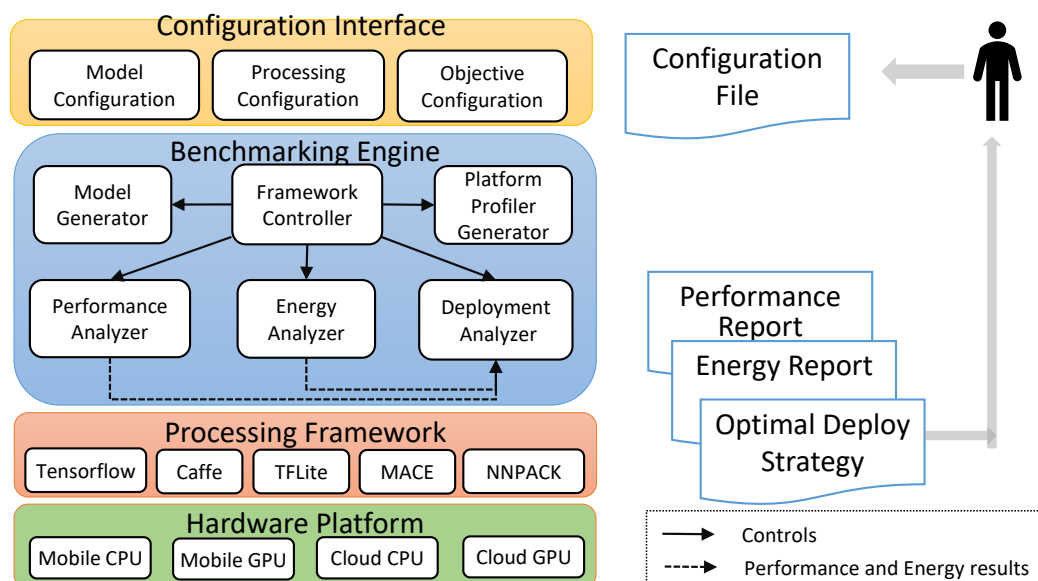 Configuration Interface
Model
Configuration
Processing
Configuration
Objective
Configuration
Benchmarking Engine
Model
Generator
Framework
Controller
Platform
Profiler
Generator
Performance
Analyzer
Energy
Analyzer
Deployment
Analyzer
Processing Framework
Tensorflow
Caffe
TFLite
MACE
NNPACK
Hardware Platform
Mobile CPU
Mobile GPU
Cloud CPU
Cloud GPU
Configuration
File
Performance
Report
Energy Report
Optimal Deploy
Strategy
Controls
Performance and Energy results